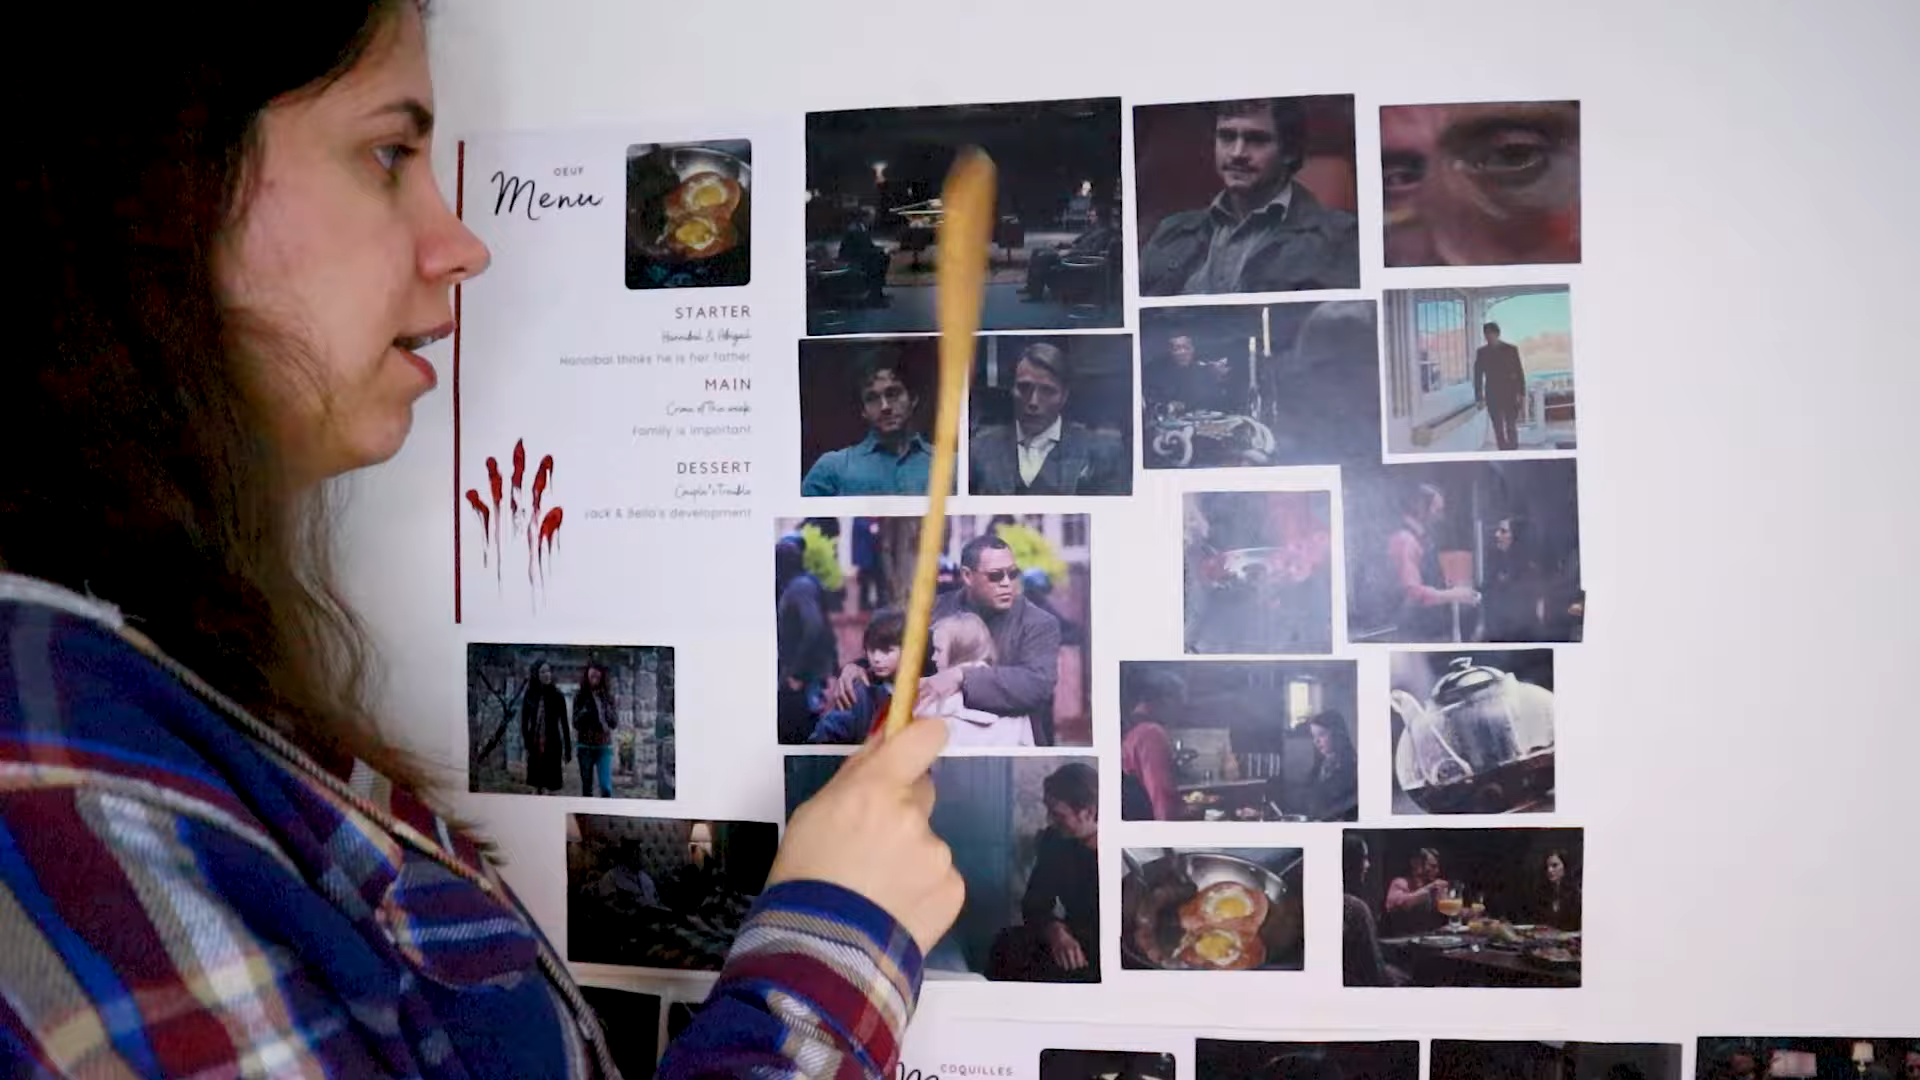 OEUF
Menu
STARTER
Hannibal & Abigail
Hannibal thinks he is her father
MAIN
Crime of the week
Family is important
DESSERT
Couple's Trouble
Jack & Bella's development
COQUILLES